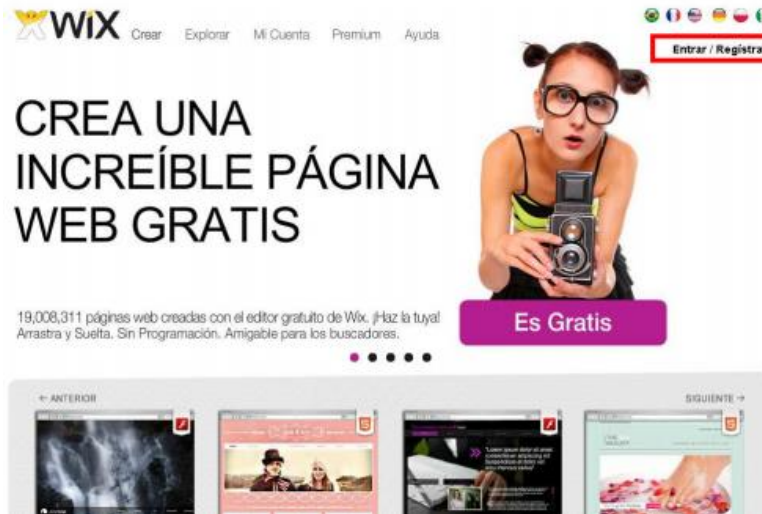 WiX
Crear Explorar Mi Cuenta Premium Ayuda
Entrar / Registra
CREA UNA
INCREÍBLE PÁGINA
WEB GRATIS
19,008,311 páginas web creadas con el editor gratuito de Wix. ¡Haz la tuya!
Arrastra y Suelta. Sin Programación. Amigable para los buscadores.
Es Gratis
← ANTERIOR
SIGUIENTE →